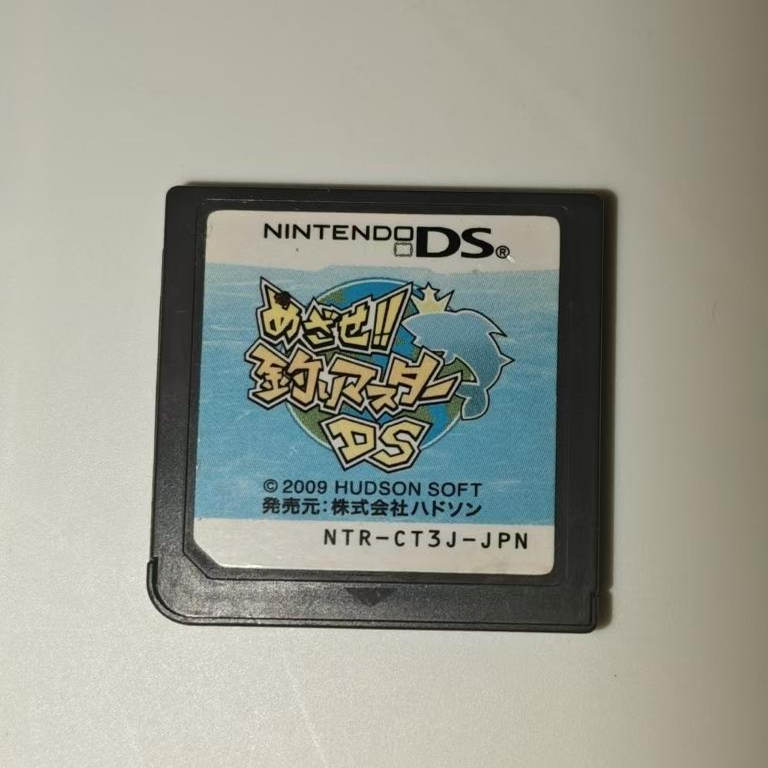 NINTENDO DS®
めざせ!!
釣りマスター
DS
© 2009 HUDSON SOFT
発売元:株式会社ハドソン
NTR-CT3J-JPN